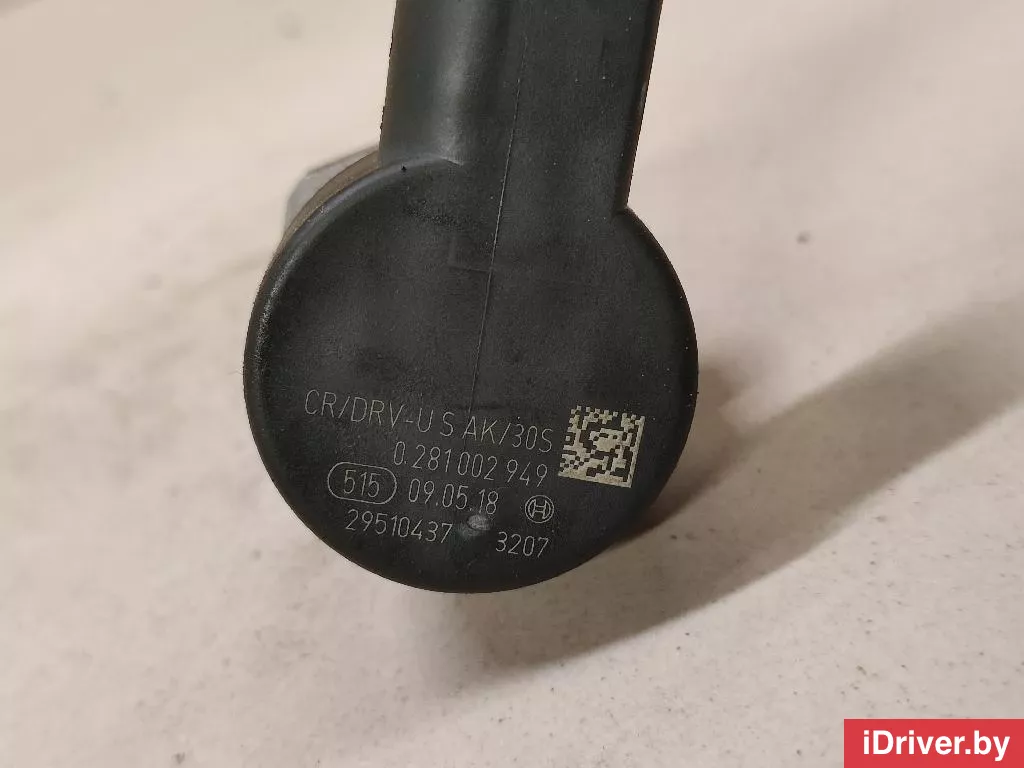 CR/DRV-U S AK/30S
0 281 002 949
515 09.05.18
29510437 3207
iDriver.by